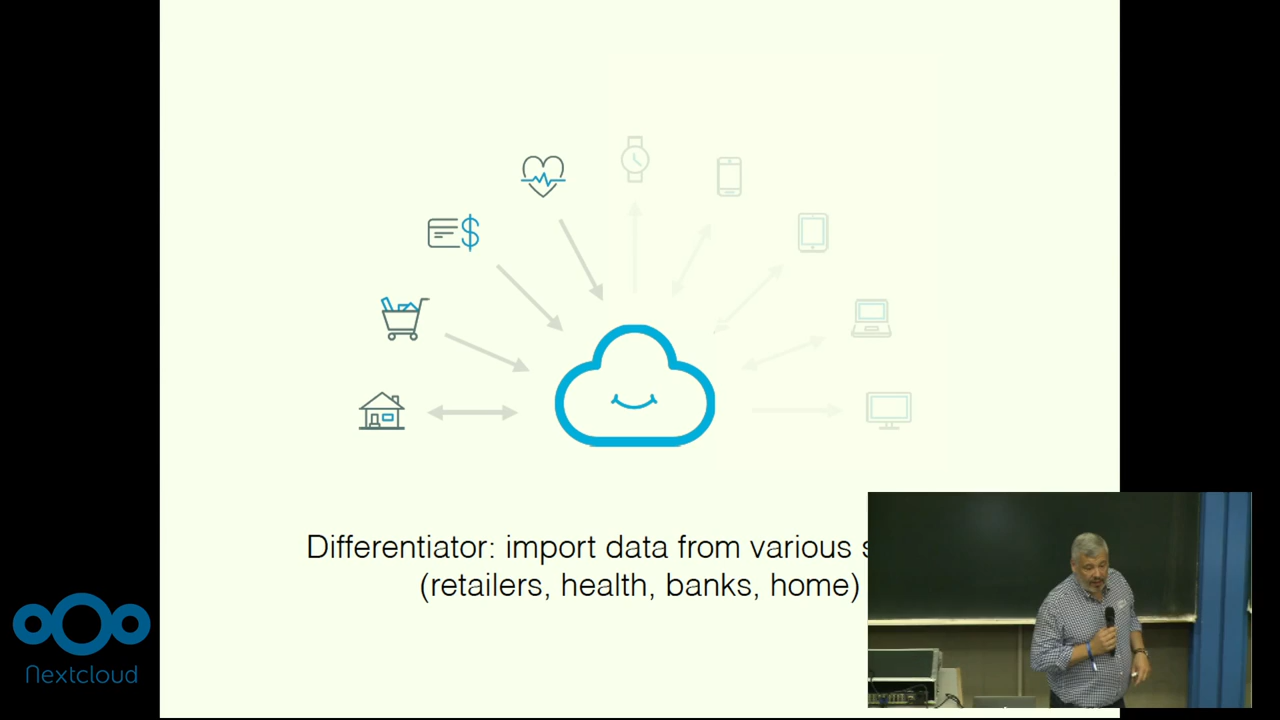 Differentiator: import data from various
(retailers, health, banks, home)
Nextcloud